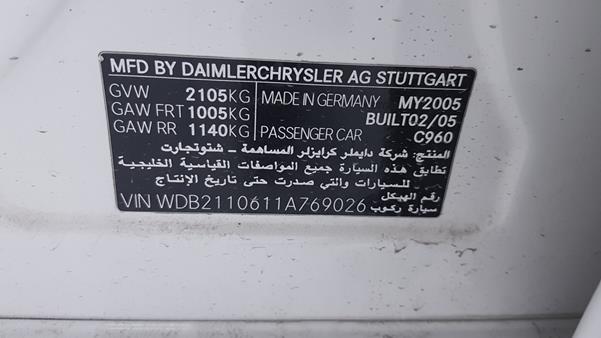 MFD BY DAIMLERCHRYSLER AG STUTTGART
GVW 2105KG MADE IN GERMANY MY2005
GAW FRT 1005KG BUILT02/05
GAW RR 1140KG PASSENGER CAR C960
المنتج: شركة دايملر كرايزلر المساهمة – شتوتجارت
تطابق هذه السيارة جميع المواصفات القياسية الخليجية
للسيارات والتي صدرت حتى تاريخ الإنتاج
رقم الهيكل
VIN WDB2110611A769026 سيارة ركوب